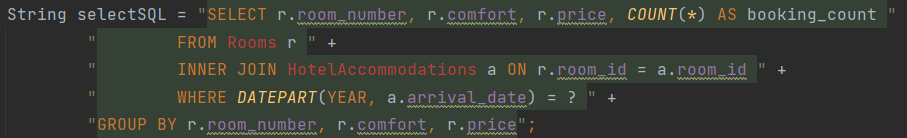 String selectSQL = "SELECT r.room_number, r.comfort, r.price, COUNT(*) AS booking_count "
"        FROM Rooms r " +
"        INNER JOIN HotelAccommodations a ON r.room_id = a.room_id " +
"        WHERE DATEPART(YEAR, a.arrival_date) = ? " +
"GROUP BY r.room_number, r.comfort, r.price";